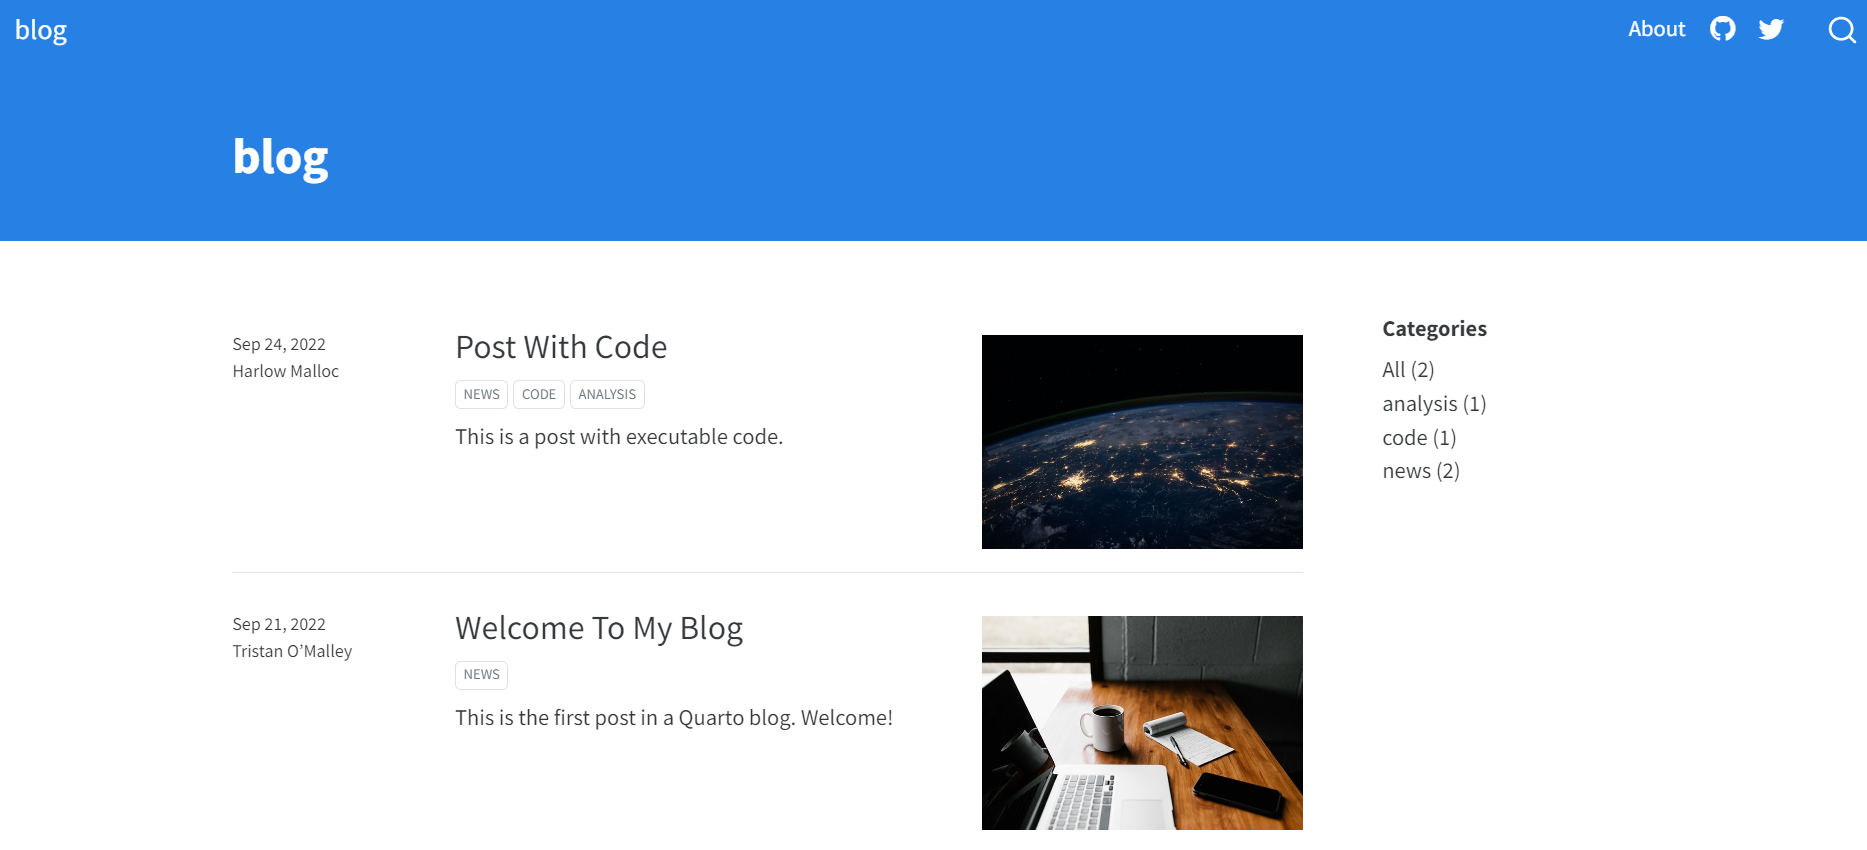 blog
About
blog
Sep 24, 2022
Harlow Malloc
Post With Code
NEWS CODE ANALYSIS
This is a post with executable code.
Categories
All (2)
analysis (1)
code (1)
news (2)
Sep 21, 2022
Tristan O’Malley
Welcome To My Blog
NEWS
This is the first post in a Quarto blog. Welcome!